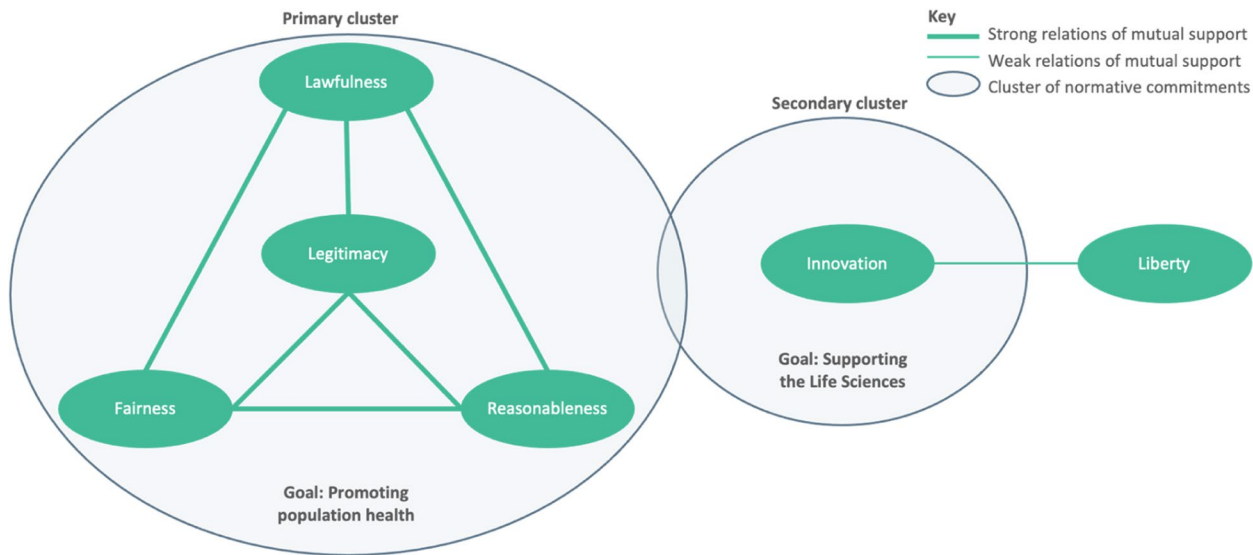 Primary cluster
Key
Strong relations of mutual support
Weak relations of mutual support
Cluster of normative commitments
Lawfulness
Secondary cluster
Legitimacy
Innovation
Liberty
Goal: Supporting
the Life Sciences
Fairness
Reasonableness
Goal: Promoting
population health